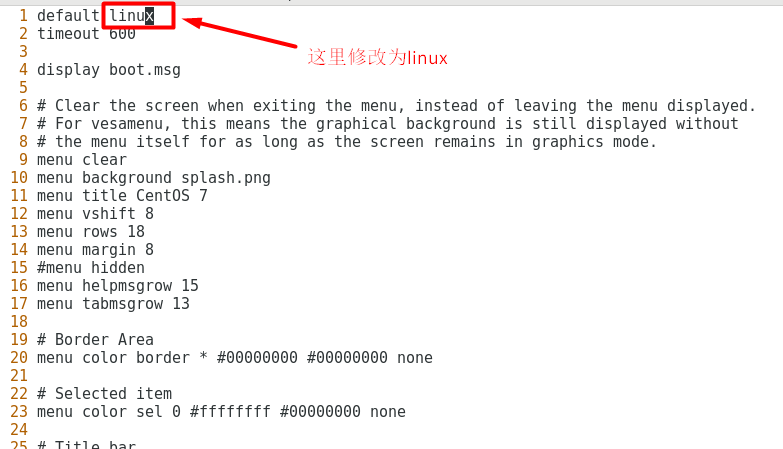 1 default linux
2 timeout 600
这里修改为linux
3
4 display boot.msg
5
6 # Clear the screen when exiting the menu, instead of leaving the menu displayed.
7 # For vesamenu, this means the graphical background is still displayed without
8 # the menu itself for as long as the screen remains in graphics mode.
9 menu clear
10 menu background splash.png
11 menu title CentOS 7
12 menu vshift 8
13 menu rows 18
14 menu margin 8
15 #menu hidden
16 menu helpmsgrow 15
17 menu tabmsgrow 13
18
19 # Border Area
20 menu color border * #00000000 #00000000 none
21
22 # Selected item
23 menu color sel 0 #ffffffff #00000000 none
24
25 # Title bar